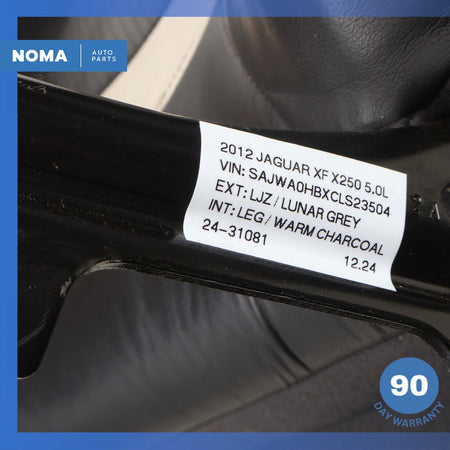 NOMA
AUTO
PARTS
2012 JAGUAR XF X250 5.0L
VIN: SAJWA0HBXCLS23504
EXT: LJZ / LUNAR GREY
INT: LEG / WARM CHARCOAL
24-31081
12.24
90
DAY WARRANTY